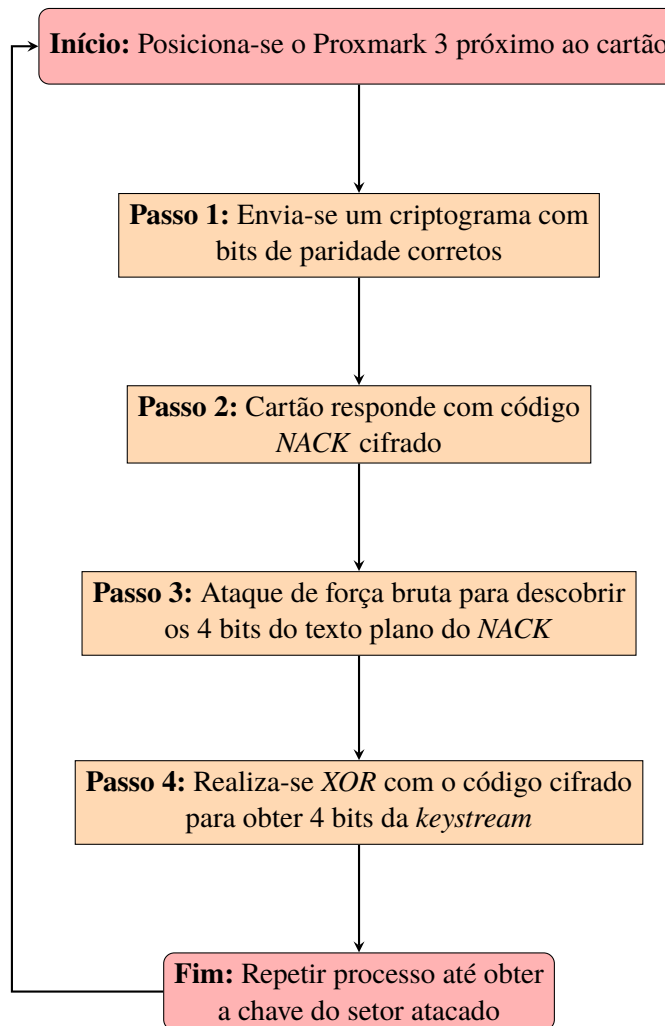 Início: Posiciona-se o Proxmark 3 próximo ao cartão
Passo 1: Envia-se um criptograma com
bits de paridade corretos
Passo 2: Cartão responde com código
NACK cifrado
Passo 3: Ataque de força bruta para descobrir
os 4 bits do texto plano do NACK
Passo 4: Realiza-se XOR com o código cifrado
para obter 4 bits da keystream
Fim: Repetir processo até obter
a chave do setor atacado